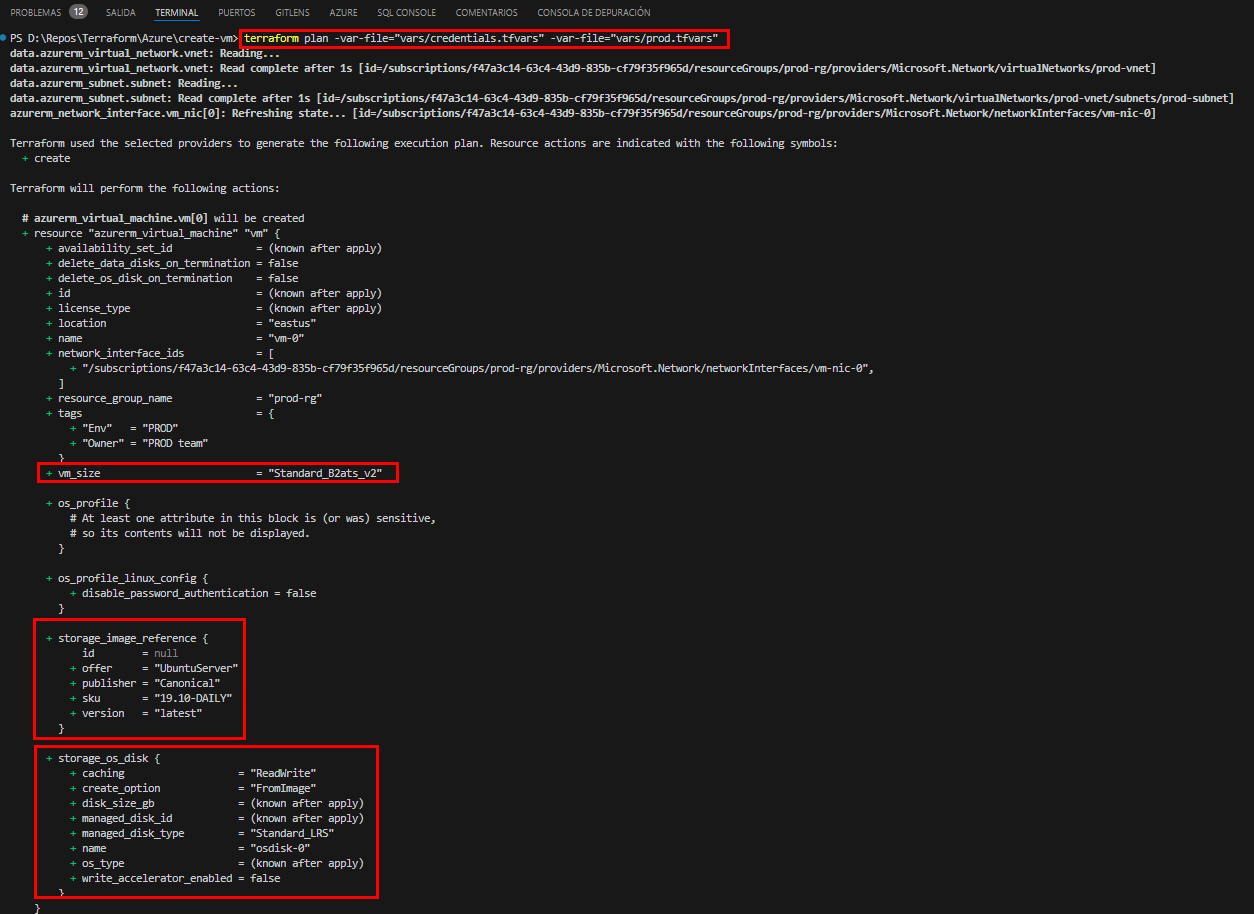 PROBLEMAS 12 SALIDA TERMINAL PUERTOS GITLENS AZURE SQL CONSOLE COMENTARIOS CONSOLA DE DEPURACIÓN
PS D:\Repos\Terraform\Azure\create-vm> terraform plan -var-file="vars/credentials.tfvars" -var-file="vars/prod.tfvars"
data.azurerm_virtual_network.vnet: Reading...
data.azurerm_virtual_network.vnet: Read complete after 1s [id=/subscriptions/f47a3c14-63c4-43d9-835b-cf79f35f965d/resourceGroups/prod-rg/providers/Microsoft.Network/virtualNetworks/prod-vnet]
data.azurerm_subnet.subnet: Reading...
data.azurerm_subnet.subnet: Read complete after 1s [id=/subscriptions/f47a3c14-63c4-43d9-835b-cf79f35f965d/resourceGroups/prod-rg/providers/Microsoft.Network/virtualNetworks/prod-vnet/subnets/prod-subnet]
azurerm_network_interface.vm_nic[0]: Refreshing state... [id=/subscriptions/f47a3c14-63c4-43d9-835b-cf79f35f965d/resourceGroups/prod-rg/providers/Microsoft.Network/networkInterfaces/vm-nic-0]

Terraform used the selected providers to generate the following execution plan. Resource actions are indicated with the following symbols:
  + create

Terraform will perform the following actions:

  # azurerm_virtual_machine.vm[0] will be created
  + resource "azurerm_virtual_machine" "vm" {
      + availability_set_id              = (known after apply)
      + delete_data_disks_on_termination = false
      + delete_os_disk_on_termination    = false
      + id                               = (known after apply)
      + license_type                     = (known after apply)
      + location                         = "eastus"
      + name                             = "vm-0"
      + network_interface_ids            = [
          + "/subscriptions/f47a3c14-63c4-43d9-835b-cf79f35f965d/resourceGroups/prod-rg/providers/Microsoft.Network/networkInterfaces/vm-nic-0",
        ]
      + resource_group_name              = "prod-rg"
      + tags                             = {
          + "Env"   = "PROD"
          + "Owner" = "PROD team"
        }
      + vm_size                          = "Standard_B2ats_v2"

      + os_profile {
          # At least one attribute in this block is (or was) sensitive,
          # so its contents will not be displayed.
        }

      + os_profile_linux_config {
          + disable_password_authentication = false
        }

      + storage_image_reference {
            id        = null
          + offer     = "UbuntuServer"
          + publisher = "Canonical"
          + sku       = "19.10-DAILY"
          + version   = "latest"
        }

      + storage_os_disk {
          + caching                   = "ReadWrite"
          + create_option             = "FromImage"
          + disk_size_gb              = (known after apply)
          + managed_disk_id           = (known after apply)
          + managed_disk_type         = "Standard_LRS"
          + name                      = "osdisk-0"
          + os_type                   = (known after apply)
          + write_accelerator_enabled = false
        }
    }